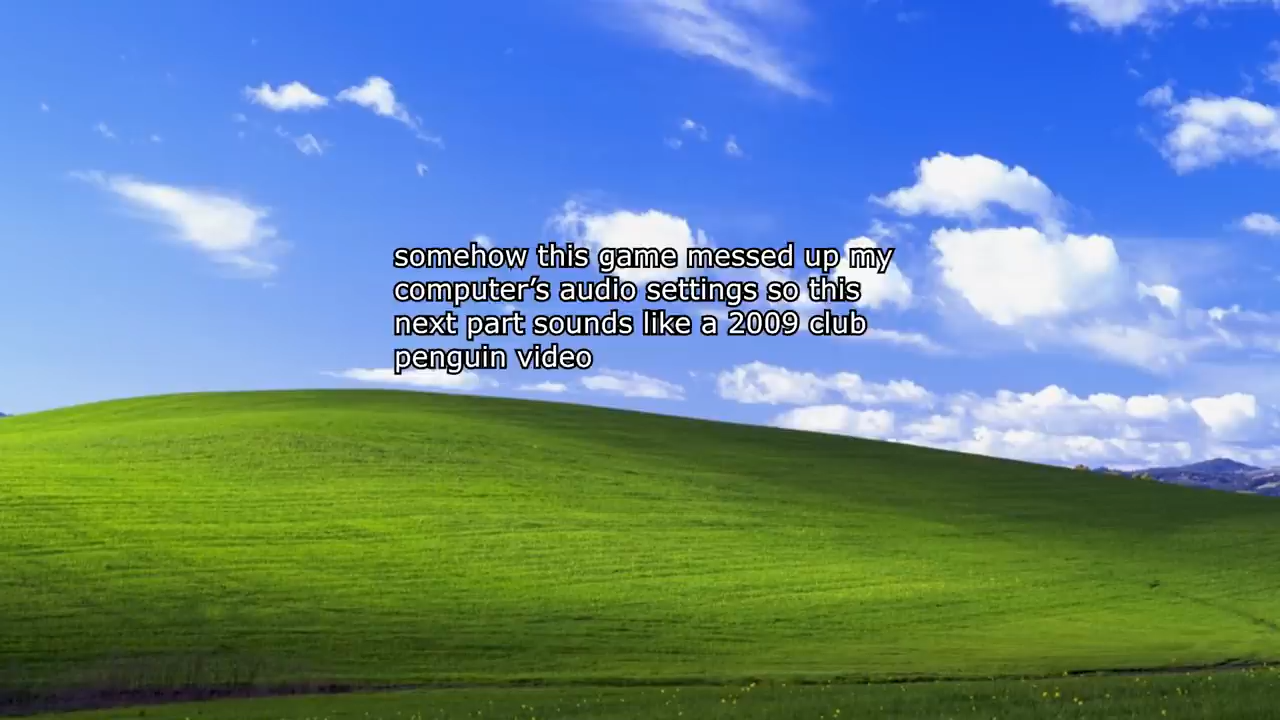 somehow this game messed up my
computer’s audio settings so this
next part sounds like a 2009 club
penguin video